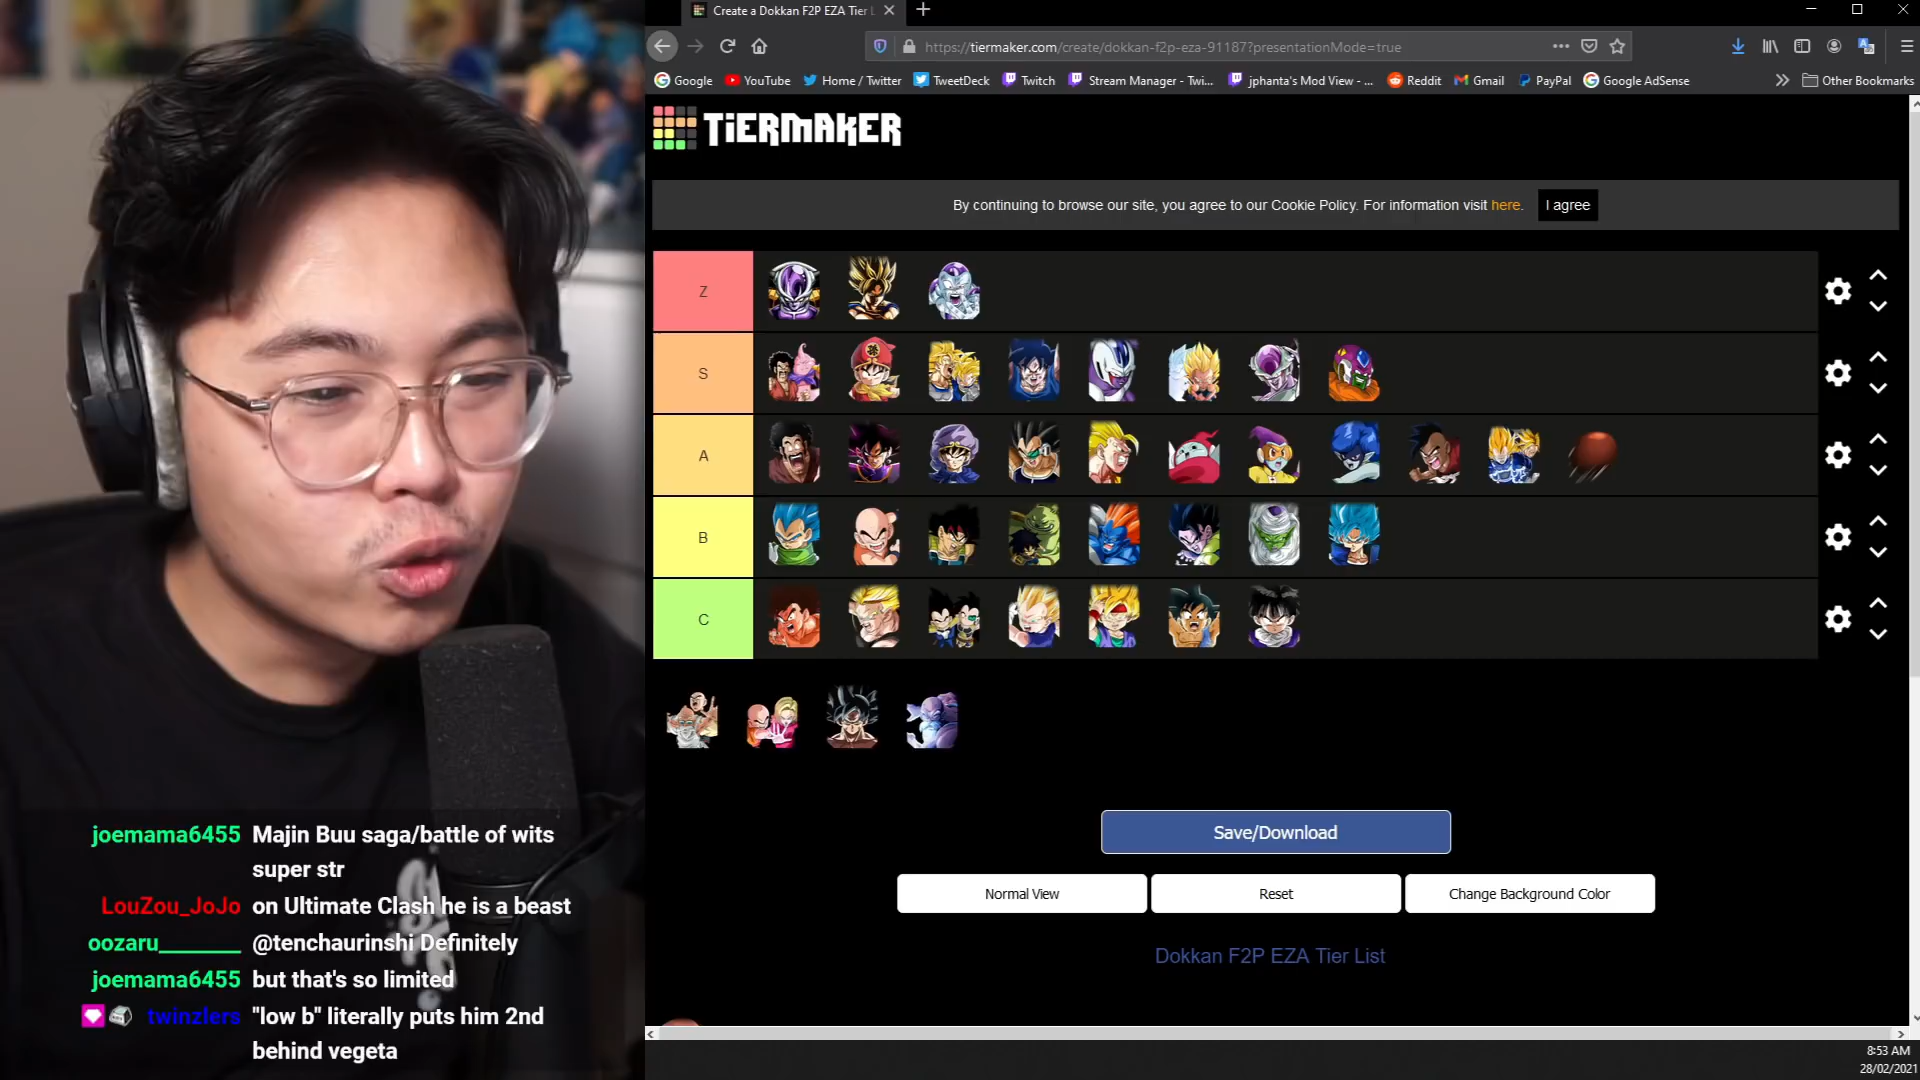 Create a Dokkan F2P EZA Tier L
https://tiermaker.com/create/dokkan-f2p-eza-91187?presentationMode=true
Google YouTube Home / Twitter TweetDeck Twitch Stream Manager - Twi... jphanta's Mod View - ... Reddit Gmail PayPal Google AdSense Other Bookmarks
TiERMAKER
By continuing to browse our site, you agree to our Cookie Policy. For information visit here. I agree
Z
S
A
B
C
Save/Download
Normal View Reset Change Background Color
Dokkan F2P EZA Tier List
joemama6455 Majin Buu saga/battle of wits
super str
LouZou_JoJo on Ultimate Clash he is a beast
oozaru________ @tenchaurinshi Definitely
joemama6455 but that's so limited
twinzlers "low b" literally puts him 2nd
behind vegeta
8:53 AM
28/02/2021